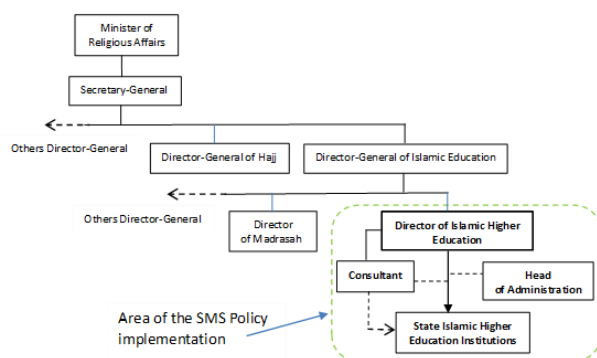 Minister of
Religious Affairs
Secretary-General
Others Director-General
Director-General of Hajj
Director-General of Islamic Education
Others Director-General
Director
of Madrasah
Director of Islamic Higher
Education
Consultant
Head
of Administration
Area of the SMS Policy
implementation
State Islamic Higher
Education Institutions